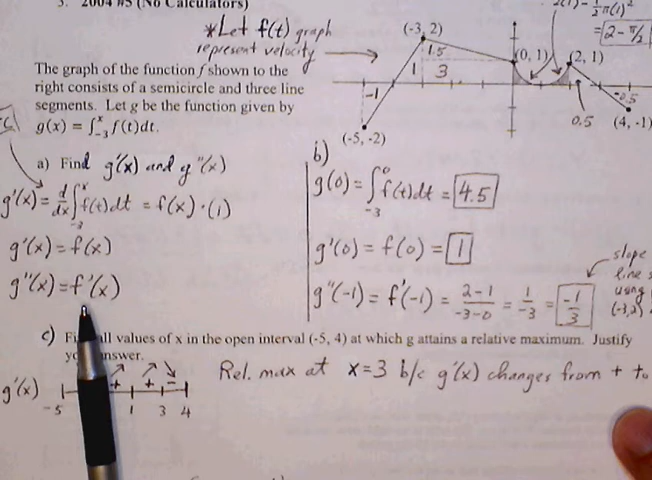 3. 2004 #5 (No Calculators)
*Let f(t) graph
represent velocity
(-3, 2)
1.5
1
3
-1
(-5, -2)
(0, 1)
(2, 1)
½π(1)²
= 2 - π/2
-0.5
0.5
(4, -1)
The graph of the function f shown to the
right consists of a semicircle and three line
segments. Let g be the function given by
g(x) = ∫₋₃ˣ f(t)dt.
a) Find g'(x) and g"(x)
g'(x) = d/dx ∫₋₃ˣ f(t)dt = f(x)·(1)
g'(x) = f(x)
g"(x) = f'(x)
b)
g(0) = ∫₋₃⁰ f(t)dt = 4.5
g'(0) = f(0) = 1
g"(-1) = f'(-1) = 2-1/-3-0 = 1/-3 = -1/3
slope
line
using
(-3,2)
c) all values of x in the open interval (-5, 4) at which g attains a relative maximum. Justify
answer.
g'(x)
+ + -
-5 1 3 4
Rel. max at x=3 b/c g'(x) changes from + to